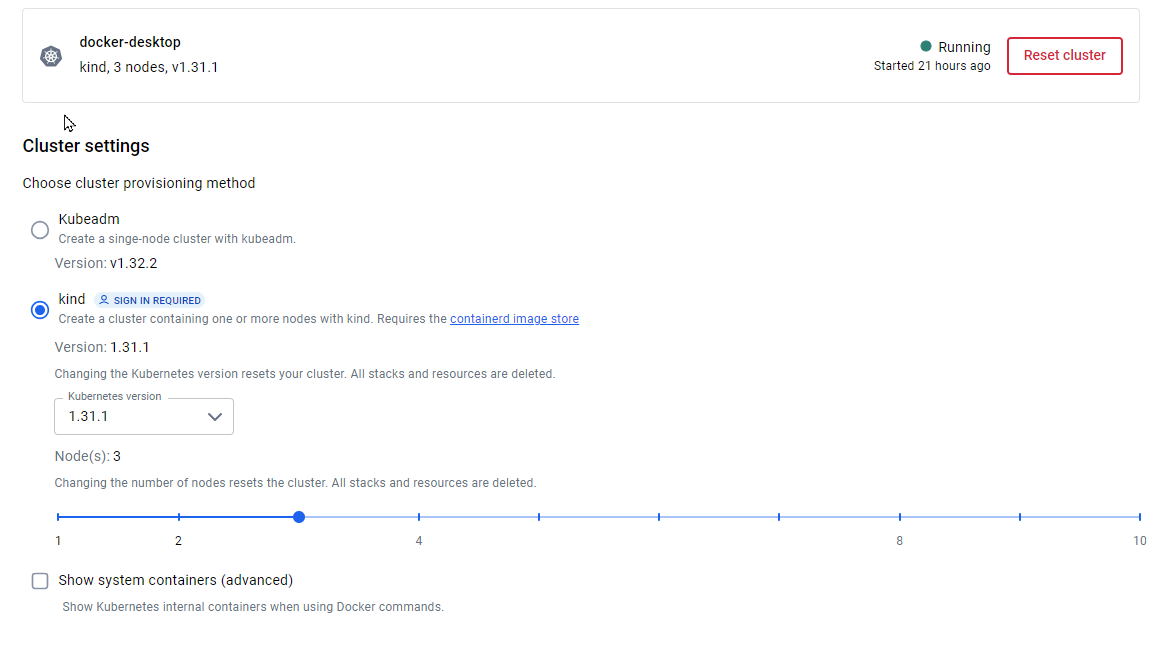 docker-desktop
kind, 3 nodes, v1.31.1
Running
Started 21 hours ago
Reset cluster
Cluster settings
Choose cluster provisioning method
Kubeadm
Create a singe-node cluster with kubeadm.
Version: v1.32.2
kind SIGN IN REQUIRED
Create a cluster containing one or more nodes with kind. Requires the containerd image store
Version: 1.31.1
Changing the Kubernetes version resets your cluster. All stacks and resources are deleted.
Kubernetes version
1.31.1
Node(s): 3
Changing the number of nodes resets the cluster. All stacks and resources are deleted.
1 2 4 8 10
Show system containers (advanced)
Show Kubernetes internal containers when using Docker commands.